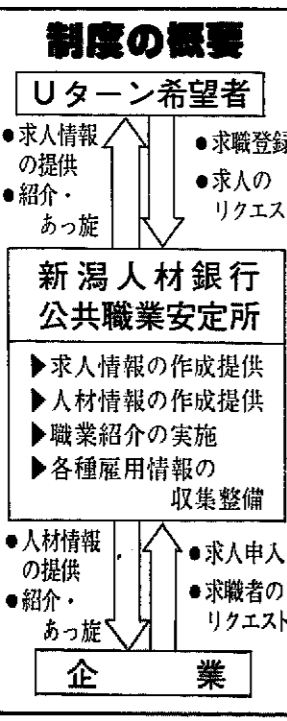 制度の概要
Uターン希望者
●求人情報
の提供
●紹介・
あっ旋
●求職登録
●求人の
リクエス
新潟人材銀行
公共職業安定所
▶求人情報の作成提供
▶人材情報の作成提供
▶職業紹介の実施
▶各種雇用情報の
収集整備
●人材情報
の提供
●紹介・
あっ旋
●求人申入
●求職者の
リクエスト
企業